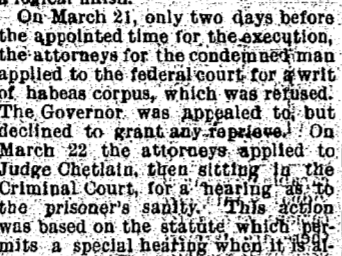 On March 21, only two days before
the appointed time for the execution,
the attorneys for the condemned man
applied to the federal court for a writ
of habeas corpus, which was refused.
The Governor was appealed to, but
declined to grant any reprieve. On
March 22 the attorneys applied to
Judge Chetlain, then sitting in the
Criminal Court, for a hearing as to
the prisoner's sanity. This action
was based on the statute which per-
mits a special hearing when it is al-